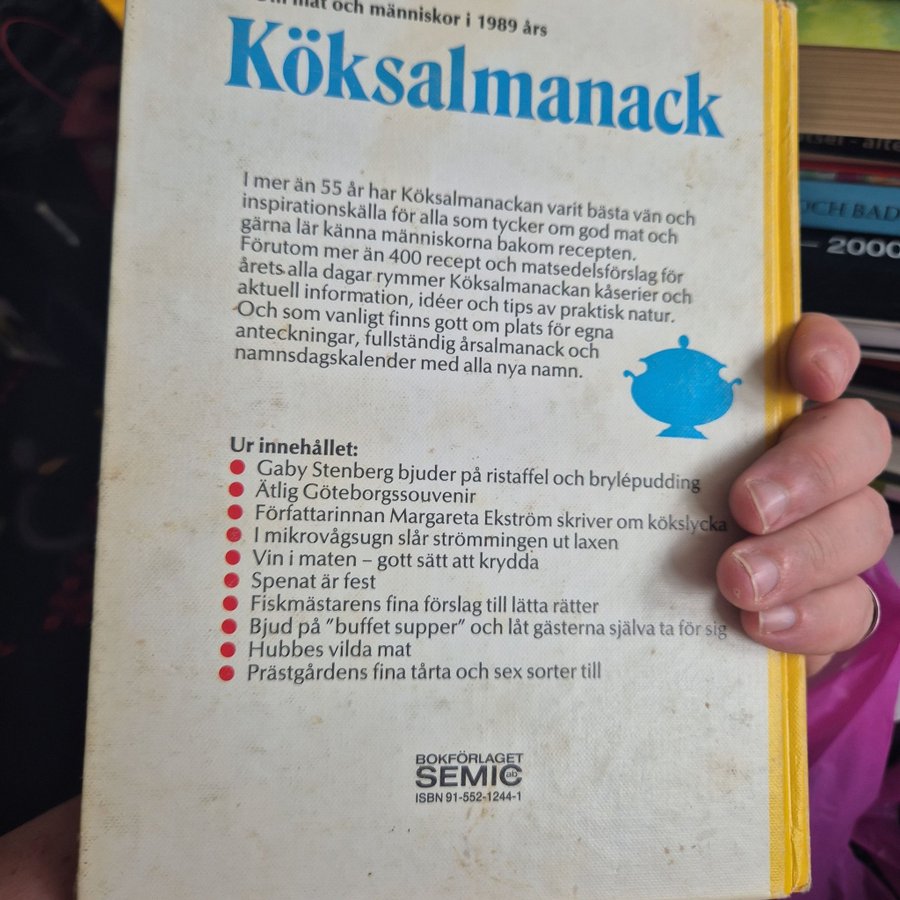 Om mat och människor i 1989 års
Köksalmanack
I mer än 55 år har Köksalmanackan varit bästa vän och
inspirationskälla för alla som tycker om god mat och
gärna lär känna människorna bakom recepten.
Förutom mer än 400 recept och matsedelsförslag för
årets alla dagar rymmer Köksalmanackan kåserier och
aktuell information, idéer och tips av praktisk natur.
Och som vanligt finns gott om plats för egna
anteckningar, fullständig årsalmanack och
namnsdagskalender med alla nya namn.
Ur innehållet:
● Gaby Stenberg bjuder på ristaffel och brylépudding
● Ätlig Göteborgssouvenir
● Författarinnan Margareta Ekström skriver om kökslycka
● I mikrovågsugn slår strömmingen ut laxen
● Vin i maten – gott sätt att krydda
● Spenat är fest
● Fiskmästarens fina förslag till lätta rätter
● Bjud på ”buffet supper” och låt gästerna själva ta för sig
● Hubbes vilda mat
● Prästgårdens fina tårta och sex sorter till
BOKFÖRLAGET
SEMIC ab
ISBN 91-552-1244-1
OCH BAD
2000